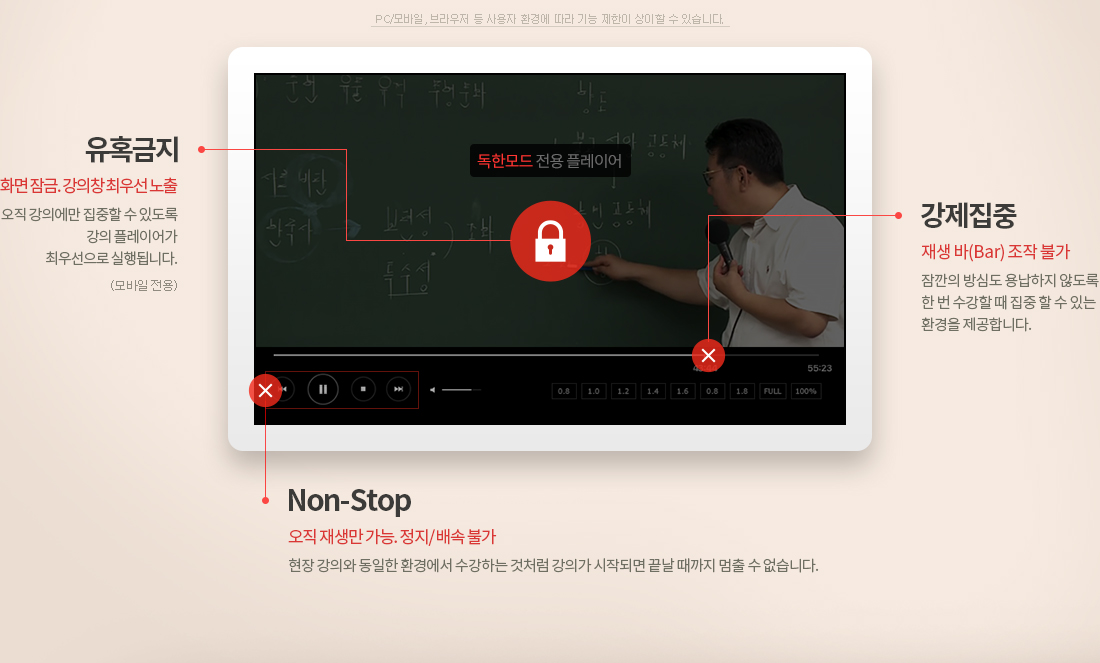 PC/모바일, 브라우저 등 사용자 환경에 따라 기능 제한이 상이할 수 있습니다.
독한모드 전용 플레이어
유혹금지
화면 잠금. 강의창 최우선 노출
오직 강의에만 집중할 수 있도록
강의 플레이어가
최우선으로 실행됩니다.
(모바일 전용)
강제집중
재생 바(Bar) 조작 불가
잠깐의 방심도 용납하지 않도록
한 번 수강할 때 집중 할 수 있는
환경을 제공합니다.
55:23
0.8 1.0 1.2 1.4 1.6 0.8 1.8 FULL 100%
Non-Stop
오직 재생만 가능. 정지/배속 불가
현장 강의와 동일한 환경에서 수강하는 것처럼 강의가 시작되면 끝날 때까지 멈출 수 없습니다.